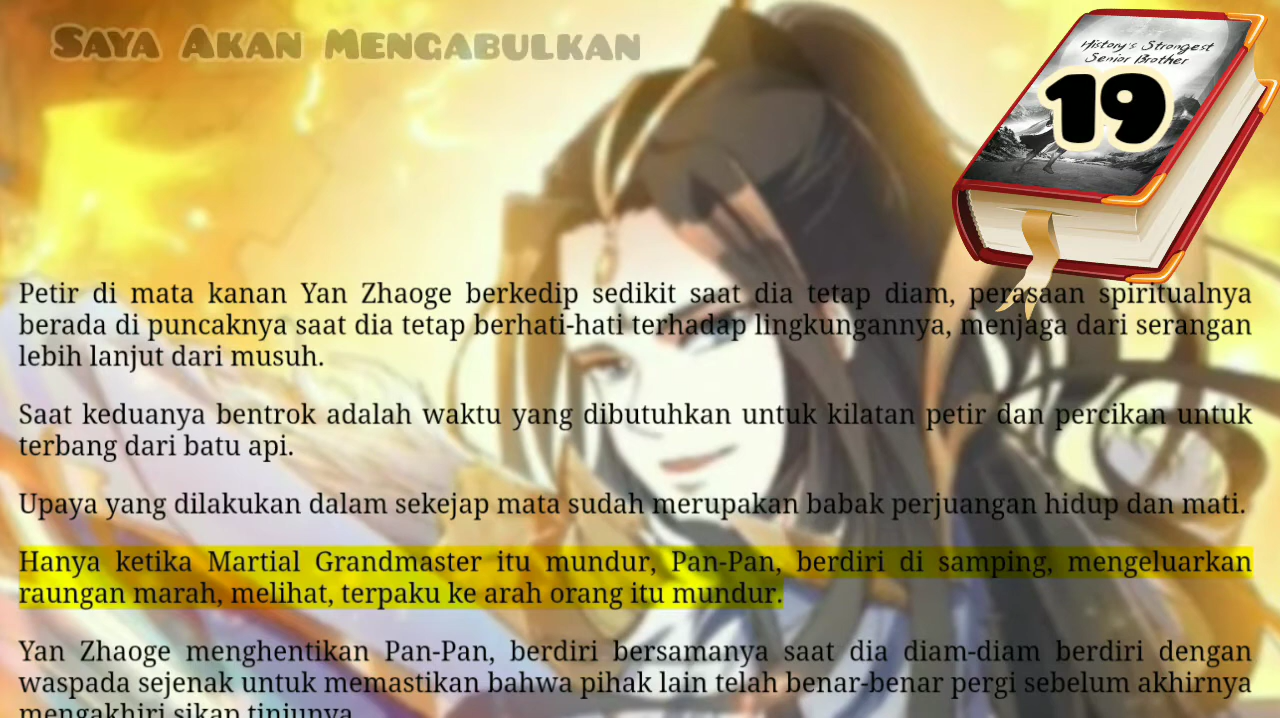 Saya Akan Mengabulkan
History's Strongest
Senior Brother
19
Petir di mata kanan Yan Zhaoge berkedip sedikit saat dia tetap diam, perasaan spiritualnya
berada di puncaknya saat dia tetap berhati-hati terhadap lingkungannya, menjaga dari serangan
lebih lanjut dari musuh.
Saat keduanya bentrok adalah waktu yang dibutuhkan untuk kilatan petir dan percikan untuk
terbang dari batu api.
Upaya yang dilakukan dalam sekejap mata sudah merupakan babak perjuangan hidup dan mati.
Hanya ketika Martial Grandmaster itu mundur, Pan-Pan, berdiri di samping, mengeluarkan
raungan marah, melihat, terpaku ke arah orang itu mundur.
Yan Zhaoge menghentikan Pan-Pan, berdiri bersamanya saat dia diam-diam berdiri dengan
waspada sejenak untuk memastikan bahwa pihak lain telah benar-benar pergi sebelum akhirnya
mengakhiri sikap tinjunya.